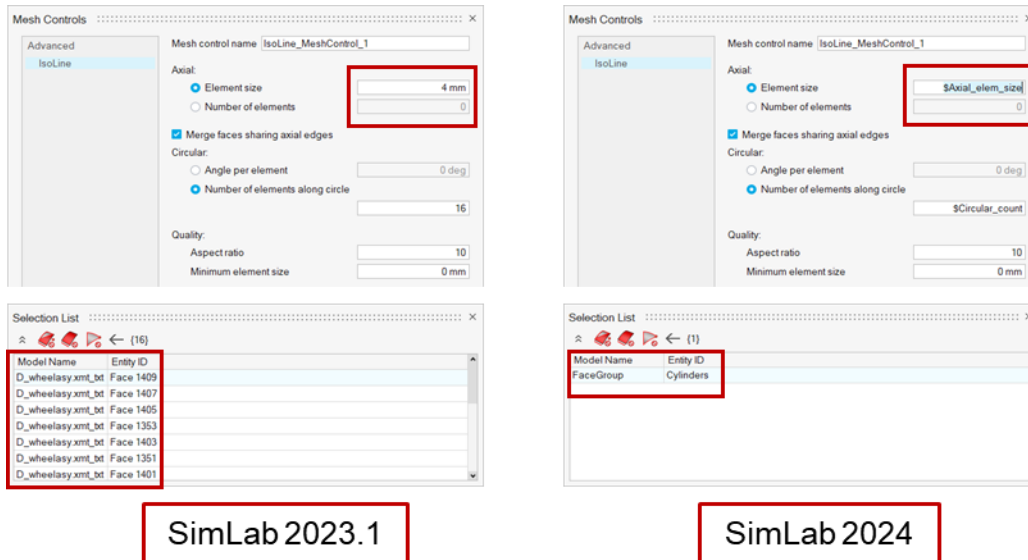 Mesh Controls ×
Advanced
IsoLine
Mesh control name IsoLine_MeshControl_1
Axial:
Element size 4 mm
Number of elements 0
Merge faces sharing axial edges
Circular:
Angle per element 0 deg
Number of elements along circle
16
Quality:
Aspect ratio 10
Minimum element size 0 mm
Selection List ×
(16)
Model Name Entity ID
D_wheelasy.xmt_txt Face 1409
D_wheelasy.xmt_txt Face 1407
D_wheelasy.xmt_txt Face 1405
D_wheelasy.xmt_txt Face 1353
D_wheelasy.xmt_txt Face 1403
D_wheelasy.xmt_txt Face 1351
D_wheelasy.xmt_txt Face 1401
SimLab 2023.1
Mesh Controls
Advanced
IsoLine
Mesh control name IsoLine_MeshControl_1
Axial:
Element size $Axial_elem_size
Number of elements 0
Merge faces sharing axial edges
Circular:
Angle per element 0 deg
Number of elements along circle
$Circular_count
Quality:
Aspect ratio 10
Minimum element size 0 mm
Selection List
(1)
Model Name Entity ID
FaceGroup Cylinders
SimLab 2024